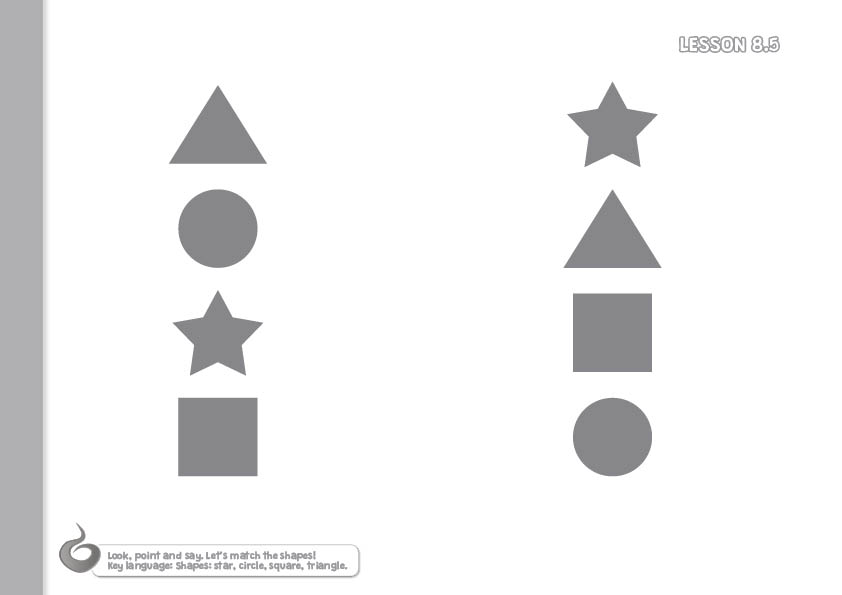 LESSON 8.5
Look, point and say. Let's match the shapes!
Key language: Shapes: star, circle, square, triangle.